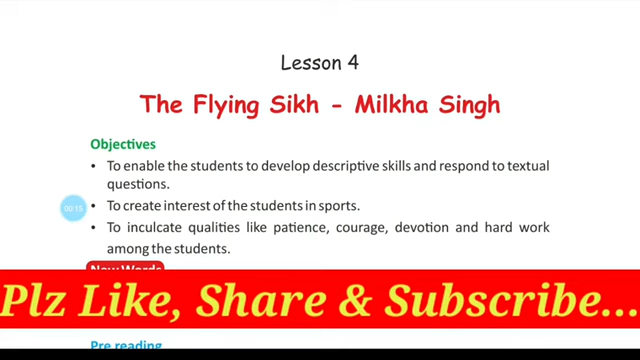 Lesson 4
The Flying Sikh - Milkha Singh
Objectives
• To enable the students to develop descriptive skills and respond to textual
questions.
00:15
• To create interest of the students in sports.
• To inculcate qualities like patience, courage, devotion and hard work
among the students.
New Words
Plz Like, Share & Subscribe...
Pre reading